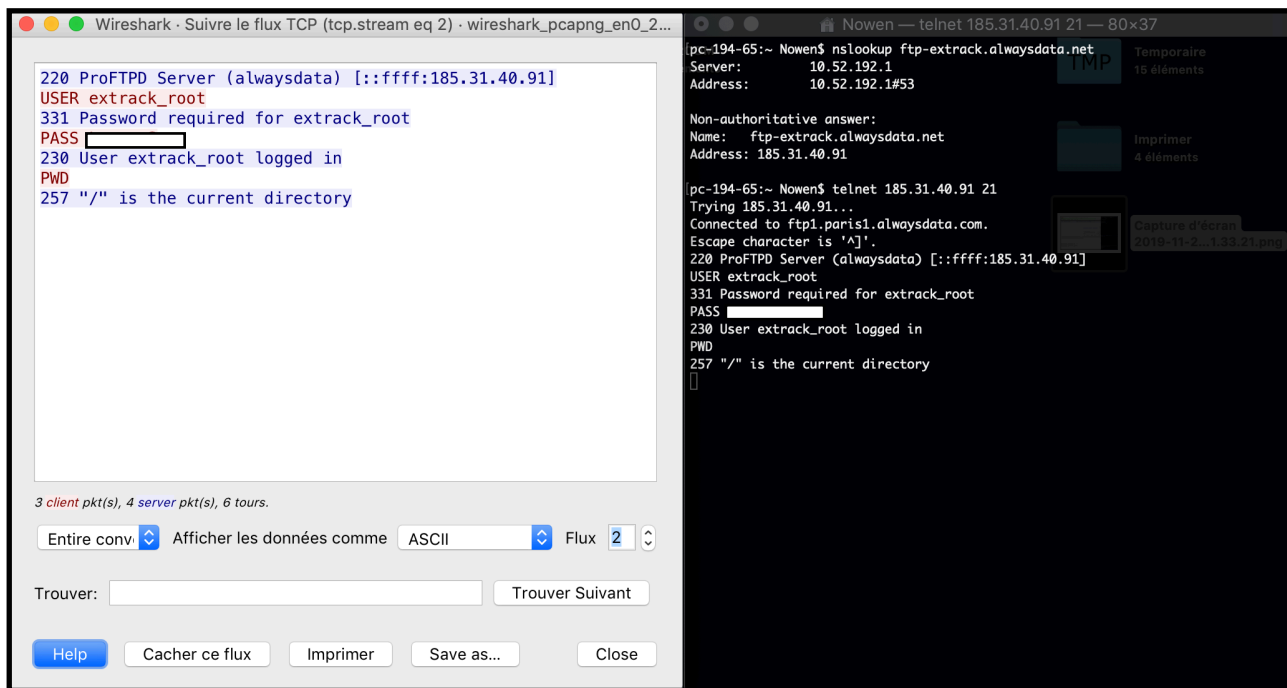 Wireshark · Suivre le flux TCP (tcp.stream eq 2) · wireshark_pcapng_en0_2...
220 ProFTPD Server (alwaysdata) [::ffff:185.31.40.91]
USER extrack_root
331 Password required for extrack_root
PASS
230 User extrack_root logged in
PWD
257 "/" is the current directory
3 client pkt(s), 4 server pkt(s), 6 tours.
Entire conv
Afficher les données comme
ASCII
Flux
2
Trouver:
Trouver Suivant
Help
Cacher ce flux
Imprimer
Save as...
Close
Nowen — telnet 185.31.40.91 21 — 80×37
[pc-194-65:~ Nowen$ nslookup ftp-extrack.alwaysdata.net
Server: 10.52.192.1
Address: 10.52.192.1#53
Non-authoritative answer:
Name: ftp-extrack.alwaysdata.net
Address: 185.31.40.91
[pc-194-65:~ Nowen$ telnet 185.31.40.91 21
Trying 185.31.40.91...
Connected to ftp1.paris1.alwaysdata.com.
Escape character is '^]'.
220 ProFTPD Server (alwaysdata) [::ffff:185.31.40.91]
USER extrack_root
331 Password required for extrack_root
PASS
230 User extrack_root logged in
PWD
257 "/" is the current directory
TMP
Temporaire
15 éléments
Imprimer
4 éléments
Capture d'écran
2019-11-2...1.33.21.png